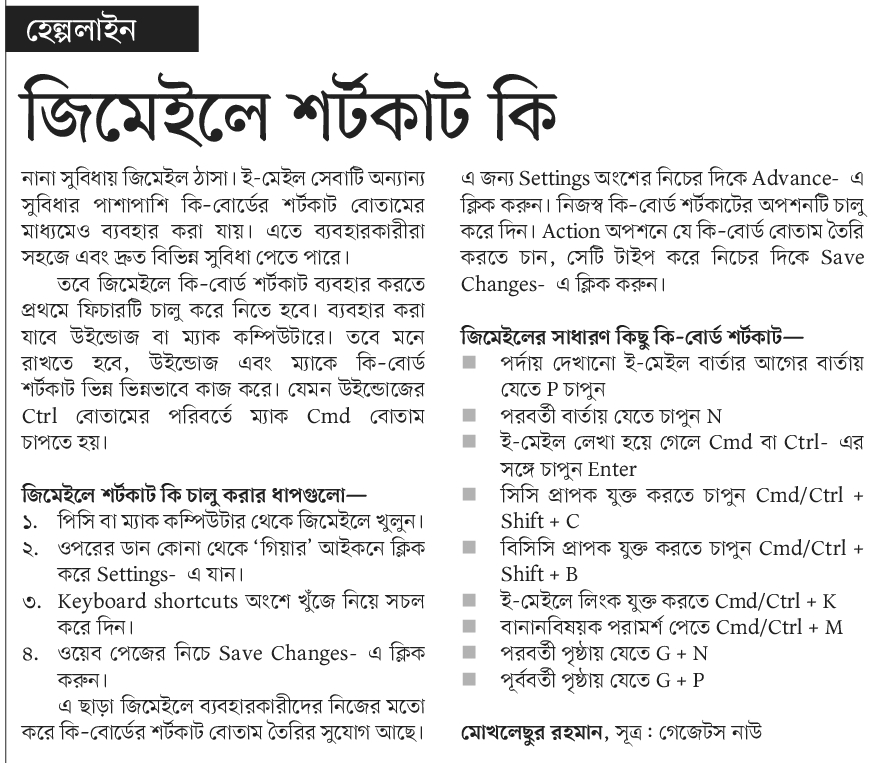 হেল্পলাইন
জিমেইলে শর্টকাট কি
নানা সুবিধায় জিমেইল ঠাসা। ই-মেইল সেবাটি অন্যান্য
সুবিধার পাশাপাশি কি-বোর্ডের শর্টকাট বোতামের
মাধ্যমেও ব্যবহার করা যায়। এতে ব্যবহারকারীরা
সহজে এবং দ্রুত বিভিন্ন সুবিধা পেতে পারে।
তবে জিমেইলে কি-বোর্ড শর্টকাট ব্যবহার করতে
প্রথমে ফিচারটি চালু করে নিতে হবে। ব্যবহার করা
যাবে উইন্ডোজ বা ম্যাক কম্পিউটারে। তবে মনে
রাখতে হবে, উইন্ডোজ এবং ম্যাকে কি-বোর্ড
শর্টকাট ভিন্ন ভিন্নভাবে কাজ করে। যেমন উইন্ডোজের
Ctrl বোতামের পরিবর্তে ম্যাক Cmd বোতাম
চাপতে হয়।
জিমেইলে শর্টকাট কি চালু করার ধাপগুলো—
১. পিসি বা ম্যাক কম্পিউটার থেকে জিমেইলে খুলুন।
২. ওপরের ডান কোনা থেকে ‘গিয়ার’ আইকনে ক্লিক
করে Settings- এ যান।
৩. Keyboard shortcuts অংশে খুঁজে নিয়ে সচল
করে দিন।
৪. ওয়েব পেজের নিচে Save Changes- এ ক্লিক
করুন।
এ ছাড়া জিমেইলে ব্যবহারকারীদের নিজের মতো
করে কি-বোর্ডের শর্টকাট বোতাম তৈরির সুযোগ আছে।
এ জন্য Settings অংশের নিচের দিকে Advance- এ
ক্লিক করুন। নিজস্ব কি-বোর্ড শর্টকাটের অপশনটি চালু
করে দিন। Action অপশনে যে কি-বোর্ড বোতাম তৈরি
করতে চান, সেটি টাইপ করে নিচের দিকে Save
Changes- এ ক্লিক করুন।
জিমেইলের সাধারণ কিছু কি-বোর্ড শর্টকাট—
■ পর্দায় দেখানো ই-মেইল বার্তার আগের বার্তায়
যেতে P চাপুন
■ পরবর্তী বার্তায় যেতে চাপুন N
■ ই-মেইল লেখা হয়ে গেলে Cmd বা Ctrl- এর
সঙ্গে চাপুন Enter
■ সিসি প্রাপক যুক্ত করতে চাপুন Cmd/Ctrl +
Shift + C
■ বিসিসি প্রাপক যুক্ত করতে চাপুন Cmd/Ctrl +
Shift + B
■ ই-মেইলে লিংক যুক্ত করতে Cmd/Ctrl + K
■ বানানবিষয়ক পরামর্শ পেতে Cmd/Ctrl + M
■ পরবর্তী পৃষ্ঠায় যেতে G + N
■ পূর্ববর্তী পৃষ্ঠায় যেতে G + P
মোখলেছুর রহমান, সূত্র : গেজেটস নাউ